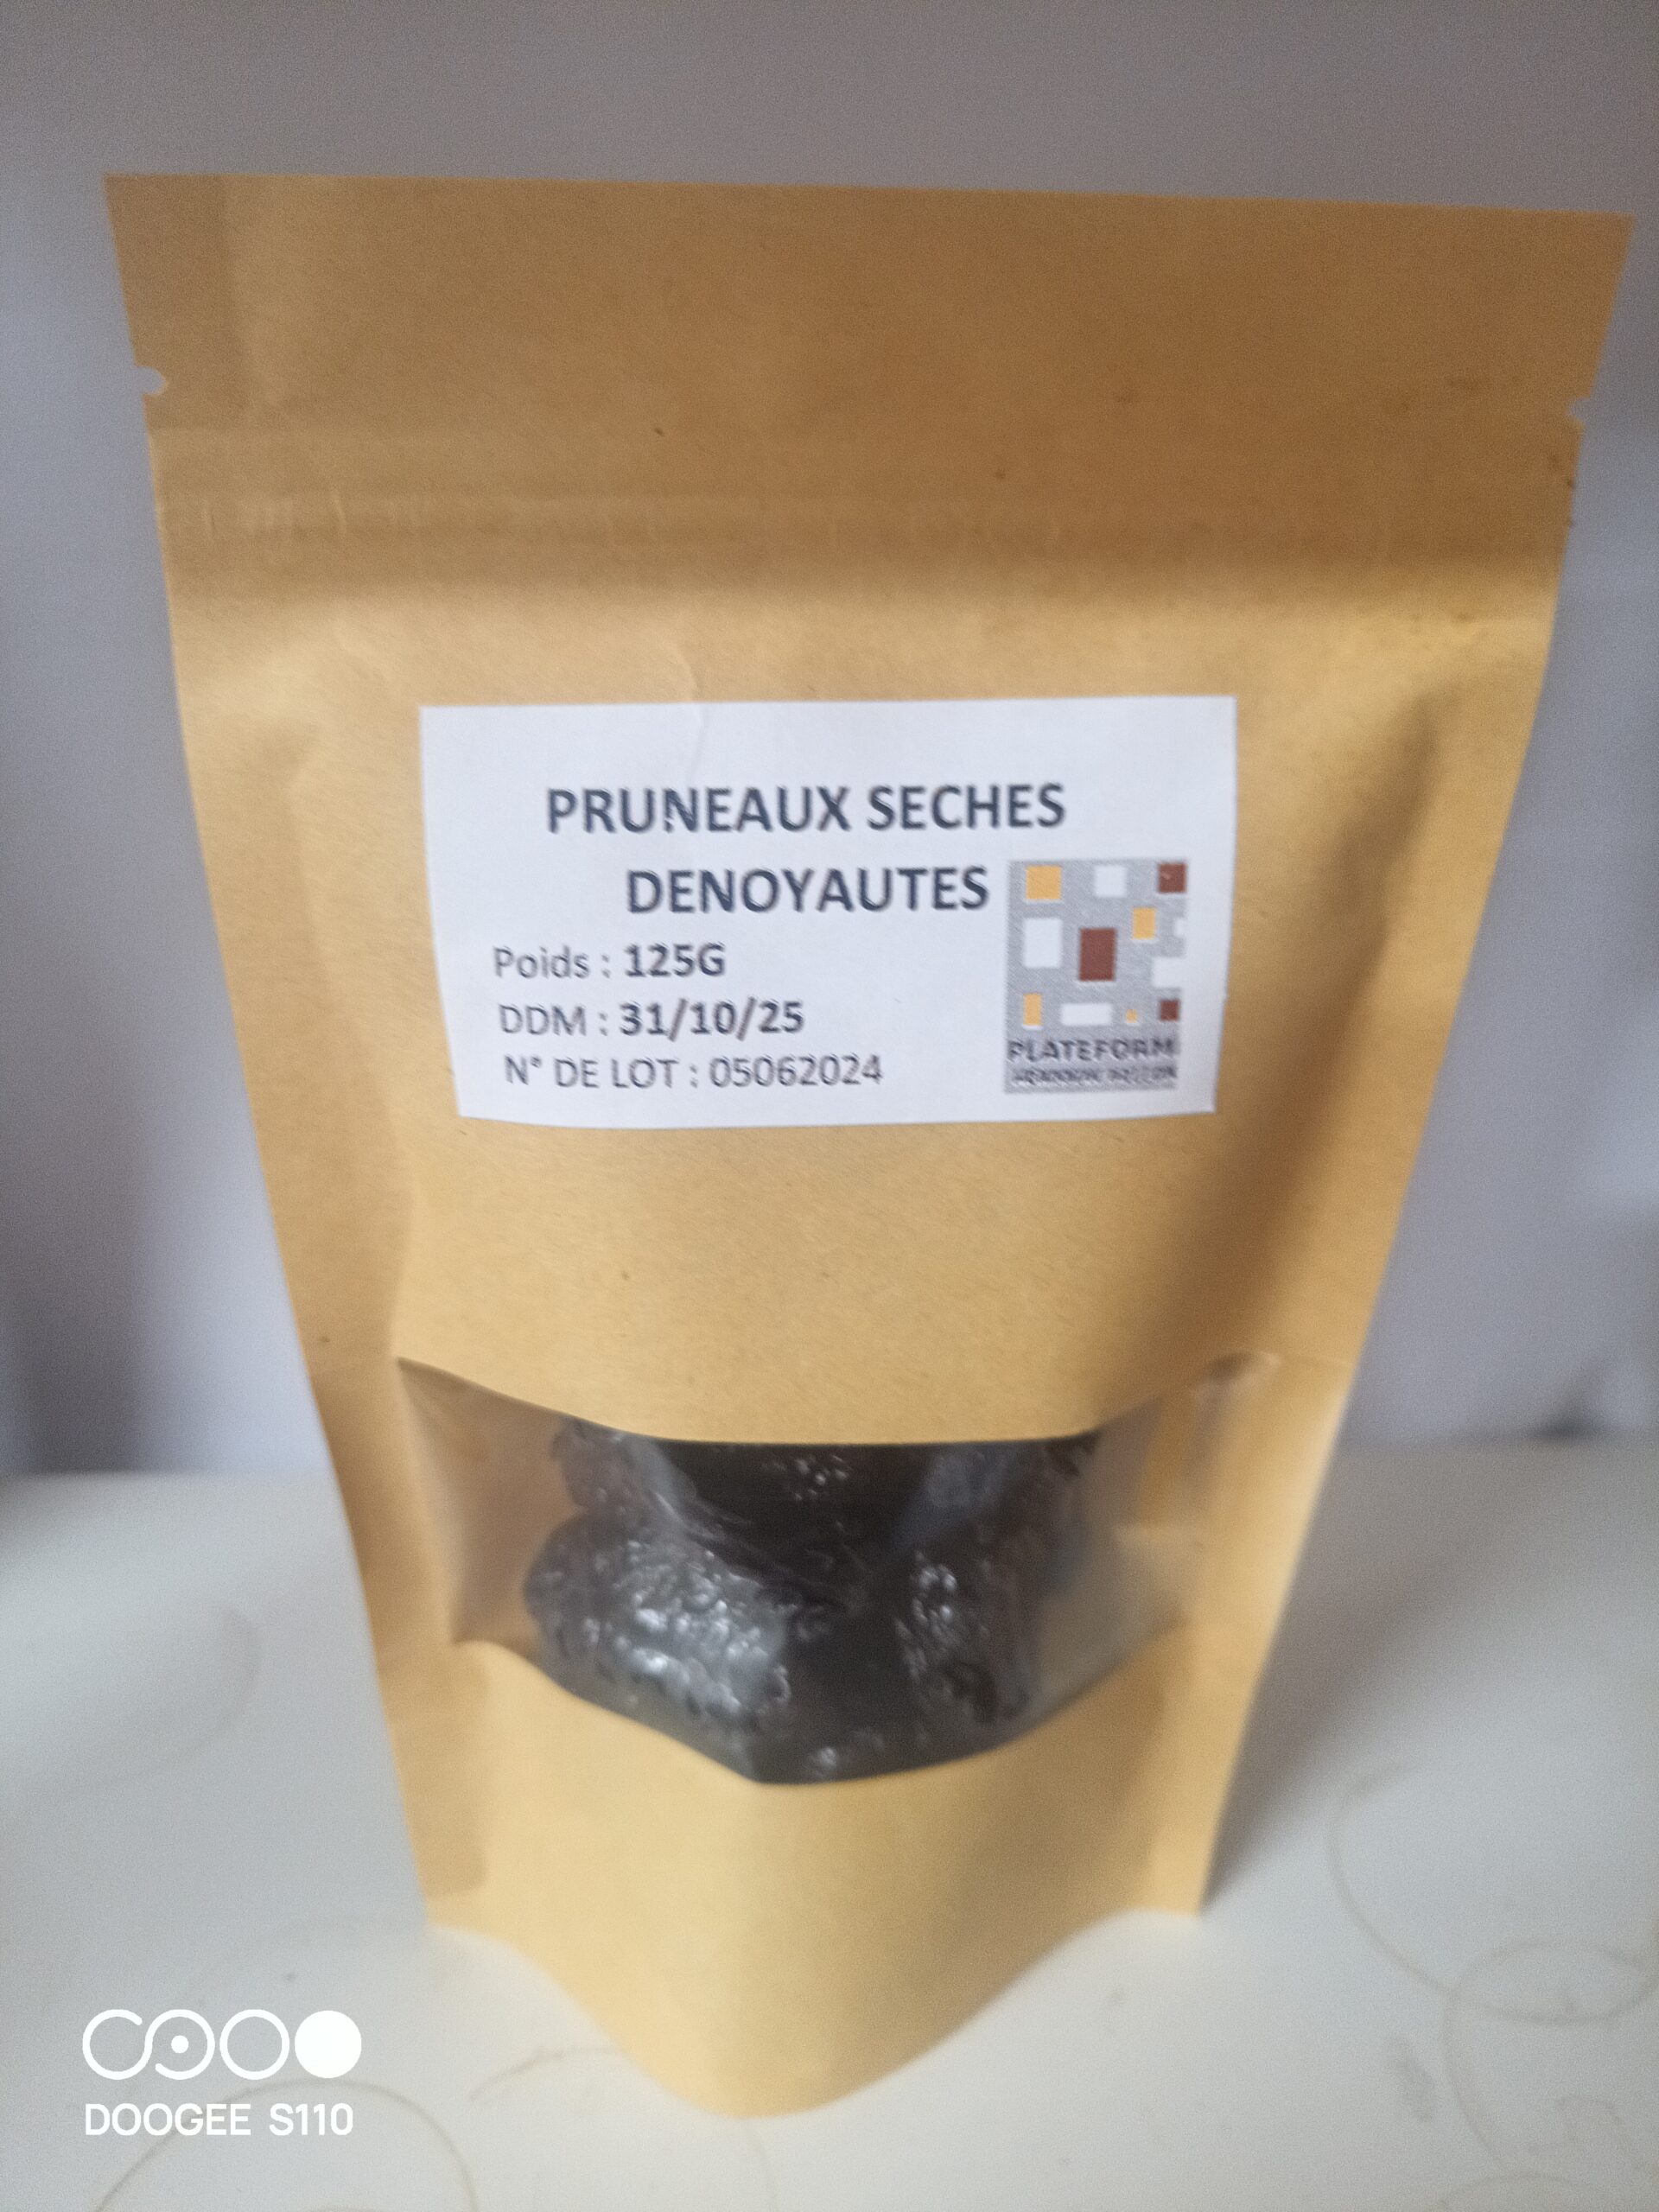 PRUNEAUX SECHES
DENOYAUTES
Poids : 125G
DDM : 31/10/25
N° DE LOT : 05062024
PLATEFORM
DOOGEE S110